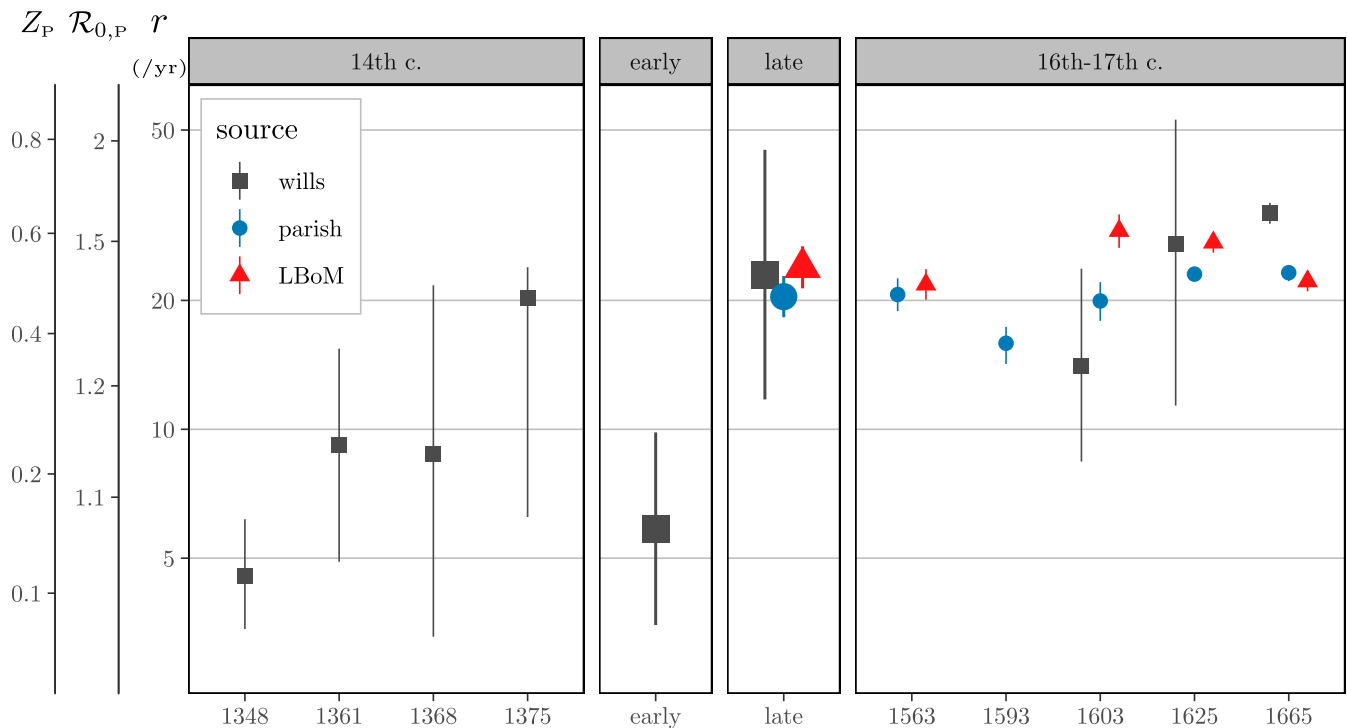 Z_P R_{0,P} r
(/yr)
14th c. early late 16th-17th c.
0.8 2 50
source
wills
parish
LBoM
0.6 1.5
20
0.4
1.2
10
0.2
1.1
5
0.1
1348 1361 1368 1375 early late 1563 1593 1603 1625 1665